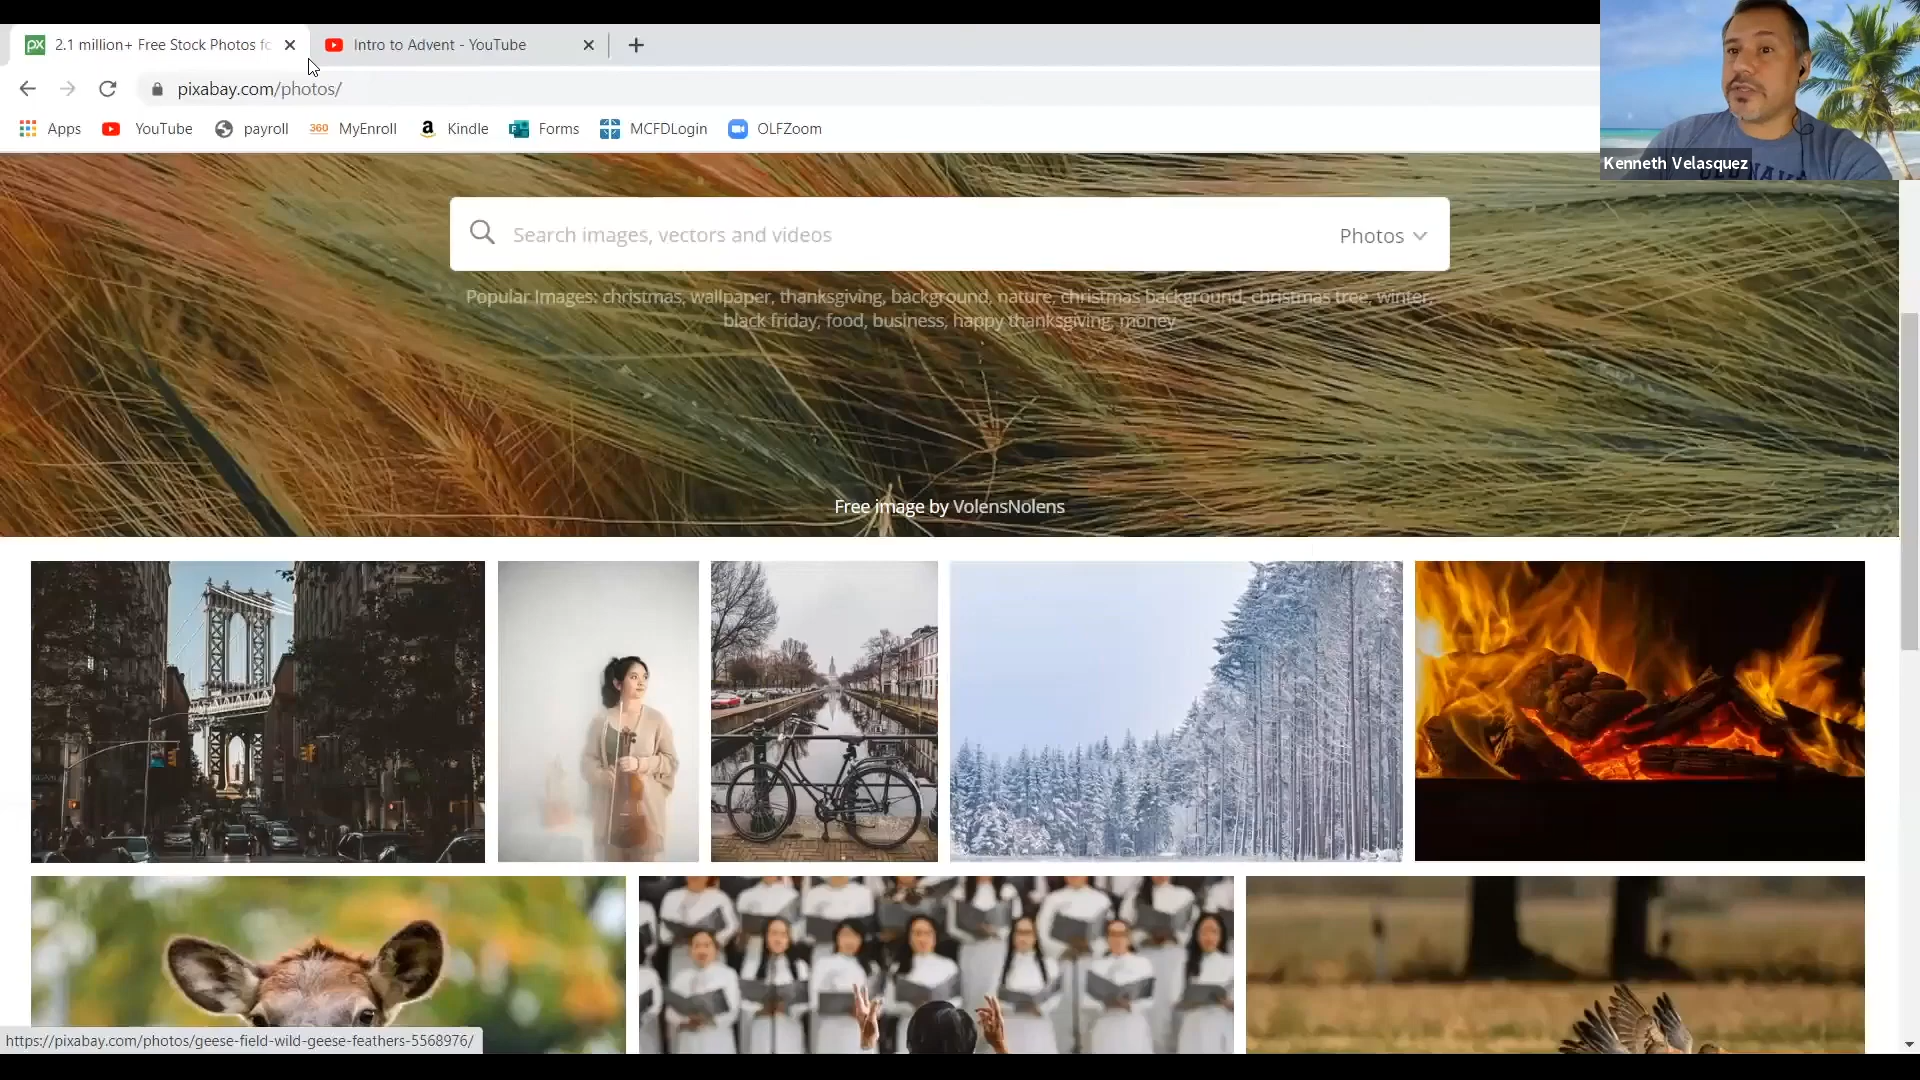 px 2.1 million+ Free Stock Photos fo
Intro to Advent - YouTube
pixabay.com/photos/
Apps YouTube payroll 360 MyEnroll a Kindle Forms MCFDLogin OLFZoom
Kenneth Velasquez
Search images, vectors and videos
Photos
Popular Images: christmas, wallpaper, thanksgiving, background, nature, christmas background, christmas tree, winter,
black friday, food, business, happy thanksgiving, money
Free image by VolensNolens
https://pixabay.com/photos/geese-field-wild-geese-feathers-5568976/